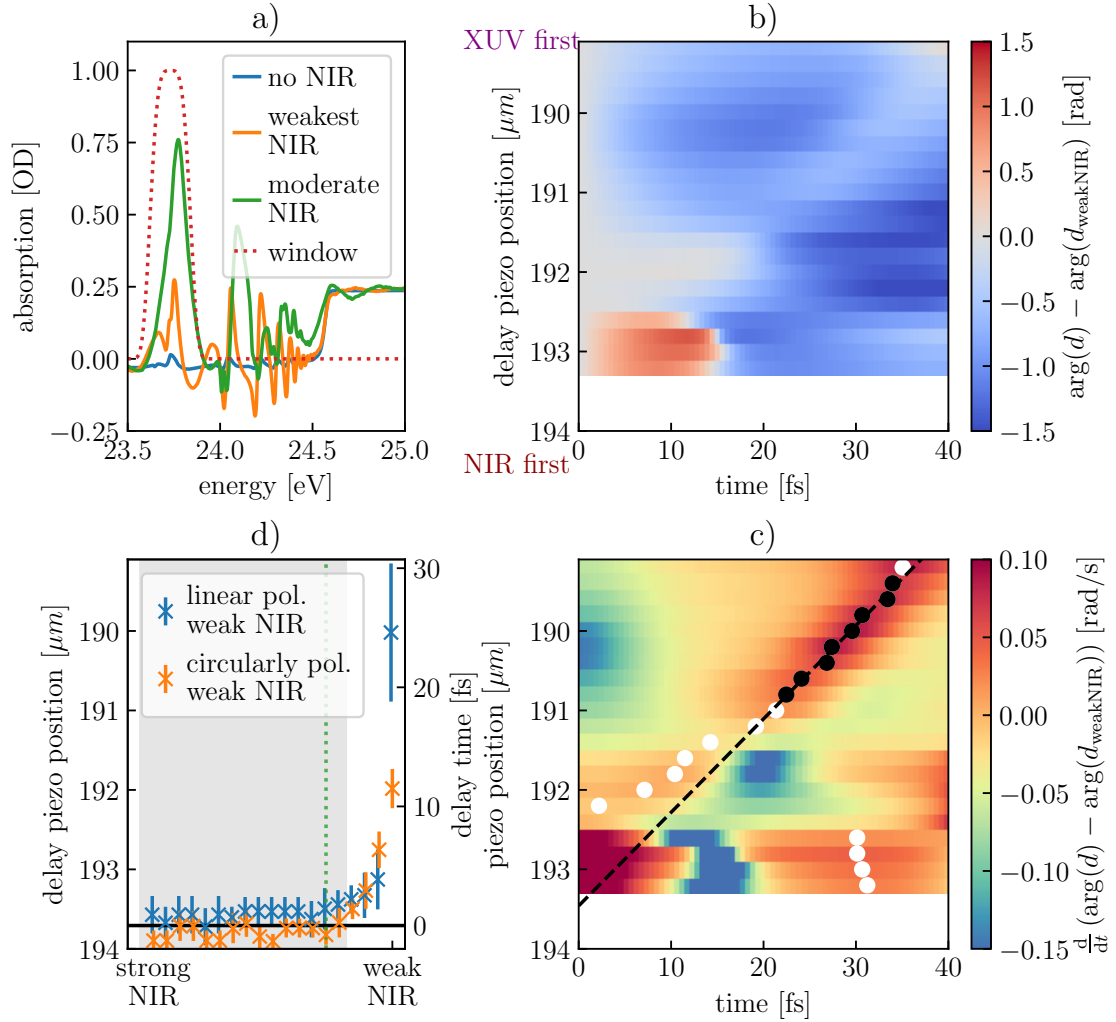 a)
absorption [OD]
1.00
0.75
0.50
0.25
0.00
−0.25
no NIR
weakest
NIR
moderate
NIR
window
23.5
24.0
24.5
25.0
energy [eV]
b)
XUV first
NIR first
delay piezo position [μm]
190
191
192
193
194
0
10
20
30
40
time [fs]
1.5
1.0
0.5
0.0
−0.5
−1.0
−1.5
arg(d) − arg(d_weakNIR) [rad]
d)
delay piezo position [μm]
190
191
192
193
194
linear pol.
weak NIR
circularly pol.
weak NIR
strong
NIR
weak
NIR
30
20
10
0
delay time [fs]
c)
piezo position [μm]
190
191
192
193
194
0
10
20
30
40
time [fs]
0.10
0.05
0.00
−0.05
−0.10
−0.15
d/dt (arg(d) − arg(d_weakNIR)) [rad/s]